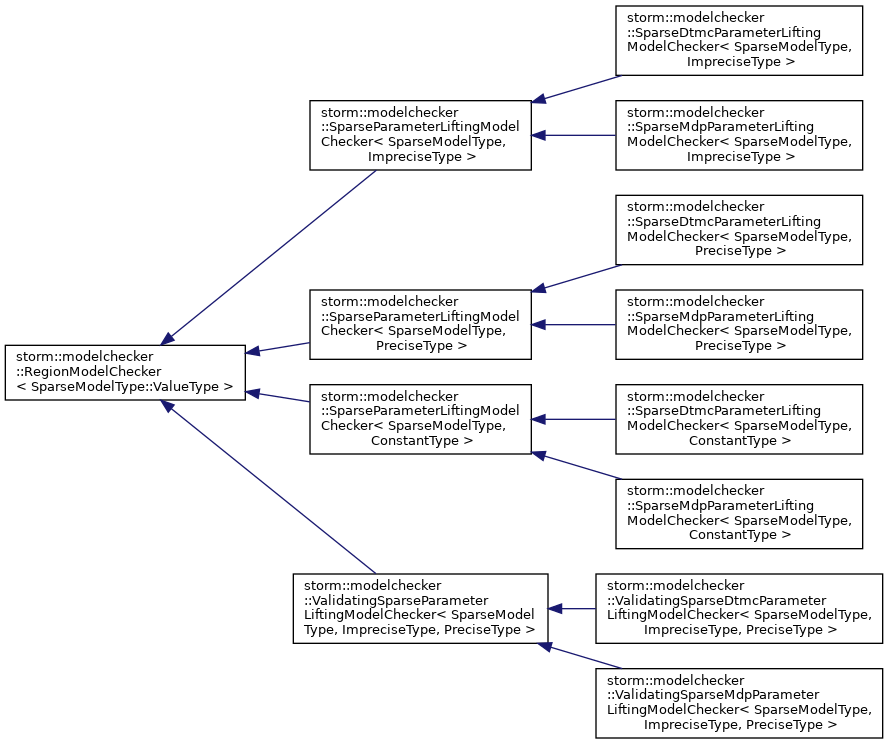 storm::modelchecker
::SparseDtmcParameterLifting
ModelChecker< SparseModelType,
ImpreciseType >
storm::modelchecker
::SparseParameterLiftingModel
Checker< SparseModelType,
ImpreciseType >
storm::modelchecker
::SparseMdpParameterLifting
ModelChecker< SparseModelType,
ImpreciseType >
storm::modelchecker
::SparseDtmcParameterLifting
ModelChecker< SparseModelType,
PreciseType >
storm::modelchecker
::SparseParameterLiftingModel
Checker< SparseModelType,
PreciseType >
storm::modelchecker
::SparseMdpParameterLifting
ModelChecker< SparseModelType,
PreciseType >
storm::modelchecker
::RegionModelChecker
< SparseModelType::ValueType >
storm::modelchecker
::SparseParameterLiftingModel
Checker< SparseModelType,
ConstantType >
storm::modelchecker
::SparseDtmcParameterLifting
ModelChecker< SparseModelType,
ConstantType >
storm::modelchecker
::SparseMdpParameterLifting
ModelChecker< SparseModelType,
ConstantType >
storm::modelchecker
::ValidatingSparseParameter
LiftingModelChecker< SparseModel
Type, ImpreciseType, PreciseType >
storm::modelchecker
::ValidatingSparseDtmcParameter
LiftingModelChecker< SparseModelType,
ImpreciseType, PreciseType >
storm::modelchecker
::ValidatingSparseMdpParameter
LiftingModelChecker< SparseModelType,
ImpreciseType, PreciseType >